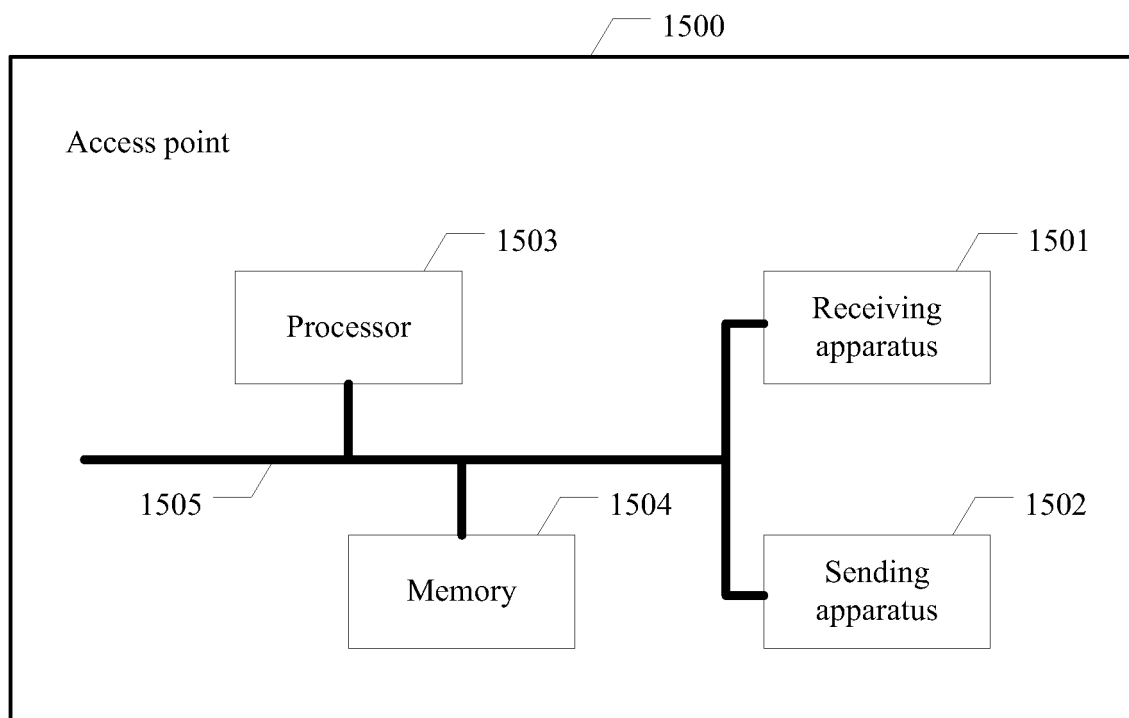 1500
Access point
1503
1501
Processor
Receiving
apparatus
1505
1504
1502
Memory
Sending
apparatus